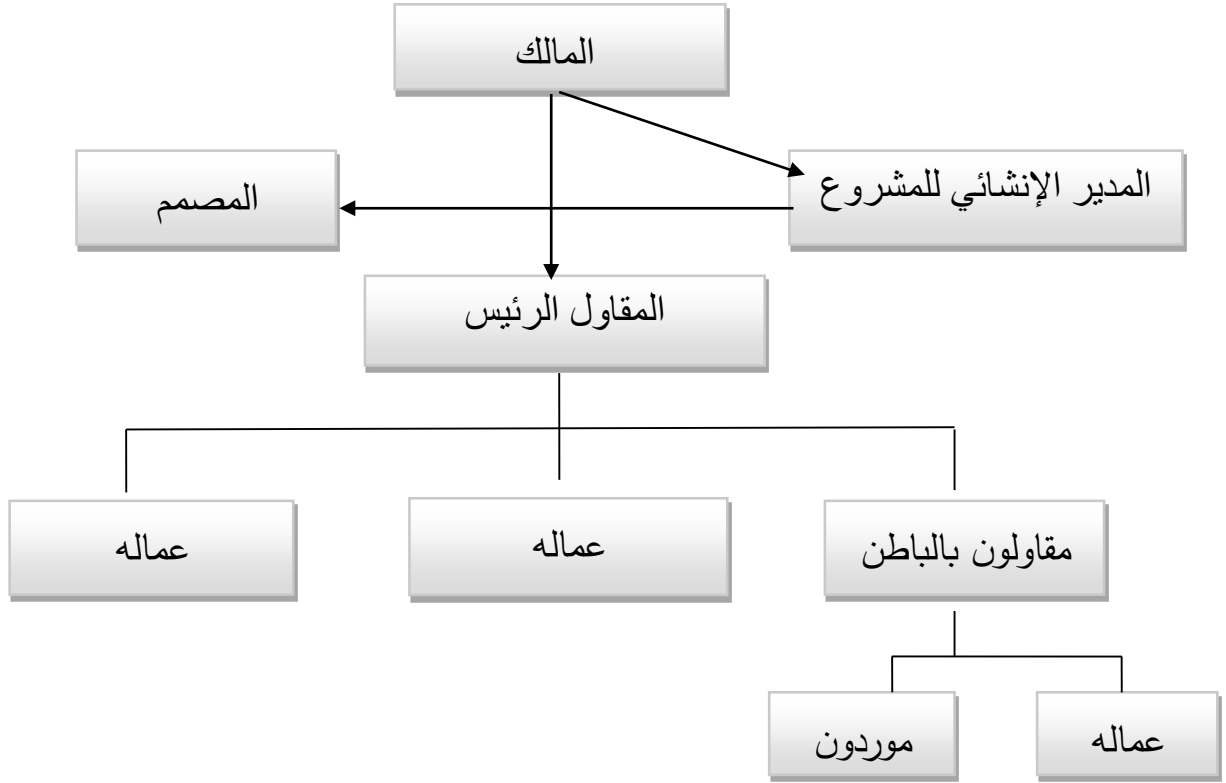 المالك
المدير الإنشائي للمشروع
المصمم
المقاول الرئيس
مقاولون بالباطن
عماله
عماله
عماله
موردون